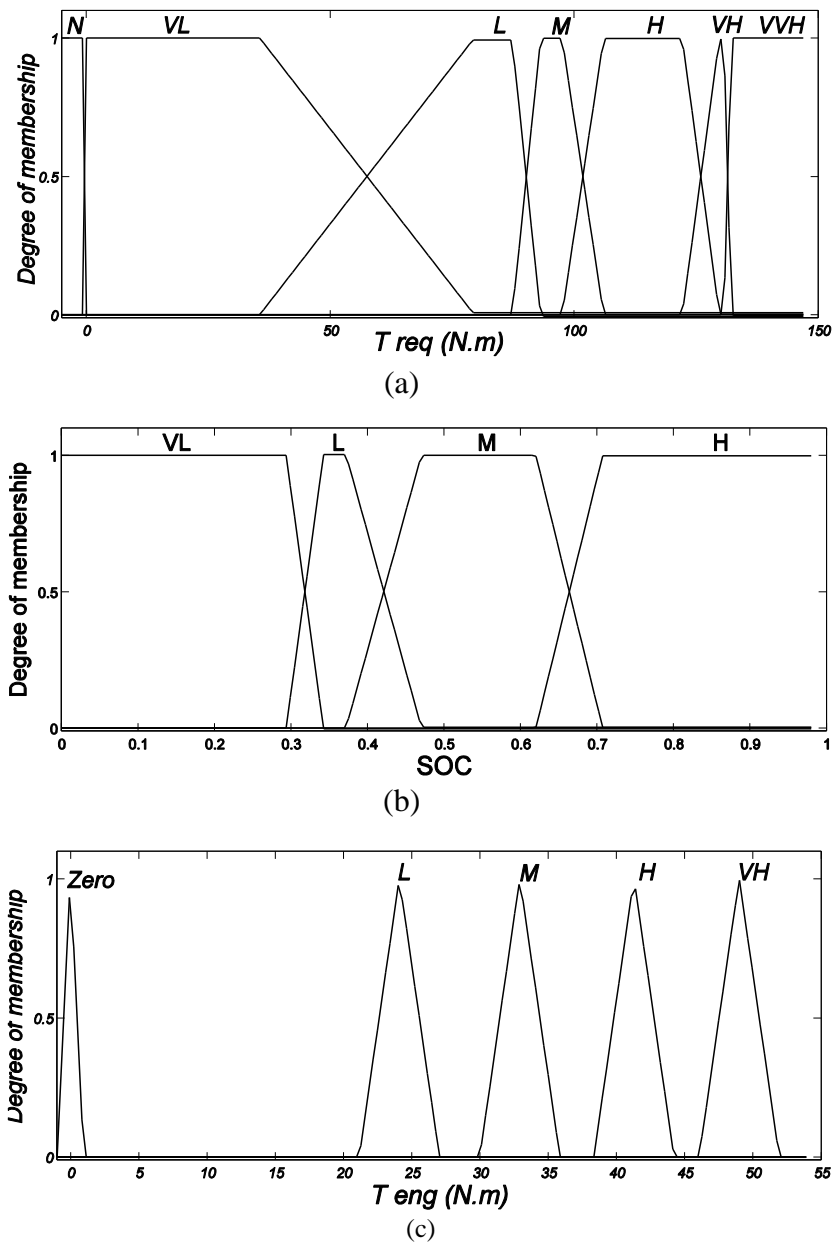 N VL L M H VH VVH
1
0.5
0
Degree of membership
0 50 100 150
T req (N.m)
(a)
VL L M H
1
0.5
0
Degree of membership
0 0.1 0.2 0.3 0.4 0.5 0.6 0.7 0.8 0.9 1
SOC
(b)
Zero L M H VH
1
0.5
0
Degree of membership
0 5 10 15 20 25 30 35 40 45 50 55
T eng (N.m)
(c)